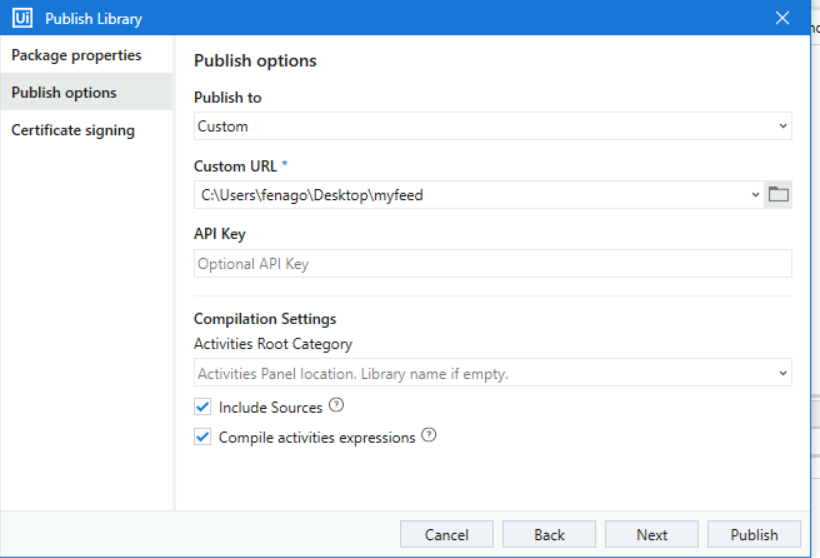 Ui Publish Library
Package properties
Publish options
Certificate signing
Publish options
Publish to
Custom
Custom URL *
C:\Users\fenago\Desktop\myfeed
API Key
Optional API Key
Compilation Settings
Activities Root Category
Activities Panel location. Library name if empty.
Include Sources ?
Compile activities expressions ?
Cancel Back Next Publish